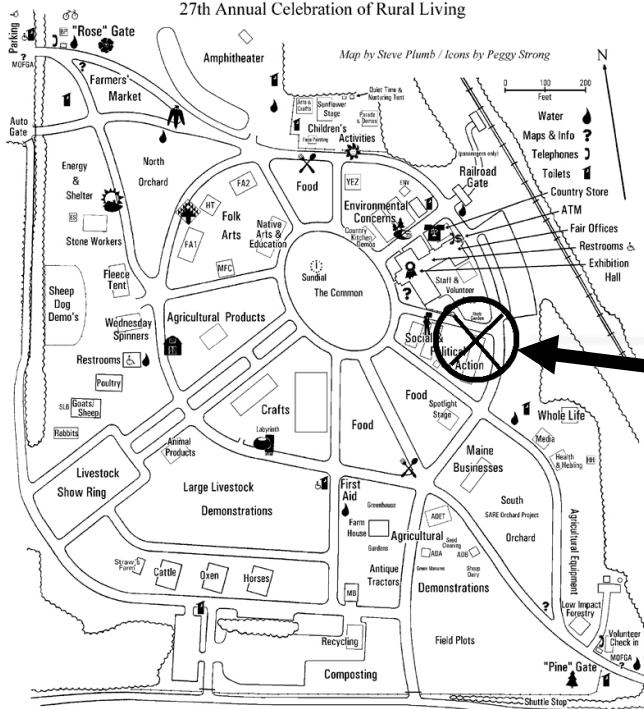 27th Annual Celebration of Rural Living
Map by Steve Plumb / Icons by Peggy Strong
N
0 100 200
Feet
Water
Maps & Info
Telephones
Toilets
Country Store
ATM
Fair Offices
Restrooms
Exhibition
Hall
Parking
"Rose" Gate
MOFGA
Farmers'
Market
Auto
Gate
Amphitheater
Quiet Time &
Nurturing Tent
Arts &
Crafts
Sunflower
Stage
Parade
& Demos
Children's
Activities
Face Painting
(passengers only)
Railroad
Gate
Energy
&
Shelter
North
Orchard
Food
YEZ
Environmental
Concerns
Country
Kitchen
Demos
HT
FA2
Folk
Arts
FA1
MFC
Native
Arts &
Education
Stone Workers
Sundial
The Common
Staff &
Volunteer
Fleece
Tent
Sheep
Dog
Demo's
Wednesday
Spinners
Agricultural Products
Social &
Political
Action
Restrooms
Poultry
Goats/
Sheep
SLB
Rabbits
Crafts
Labyrinth
Food
Food
Spotlight
Stage
Whole Life
Media
Health
& Healing
HH
Animal
Products
Livestock
Show Ring
Large Livestock
Demonstrations
First
Aid
Greenhouse
Farm
House
Gardens
Maine
Businesses
South
SARE Orchard Project
Orchard
Agricultural Equipment
Agricultural
Demonstrations
ADET
Seed
Cleaning
ADA
ADB
Green Manures
Sheep
Dairy
Straw
Farm
Cattle
Oxen
Horses
Antique
Tractors
MB
Recycling
Composting
Field Plots
Low Impact
Forestry
Volunteer
Check in
MOFGA
"Pine" Gate
Shuttle Stop